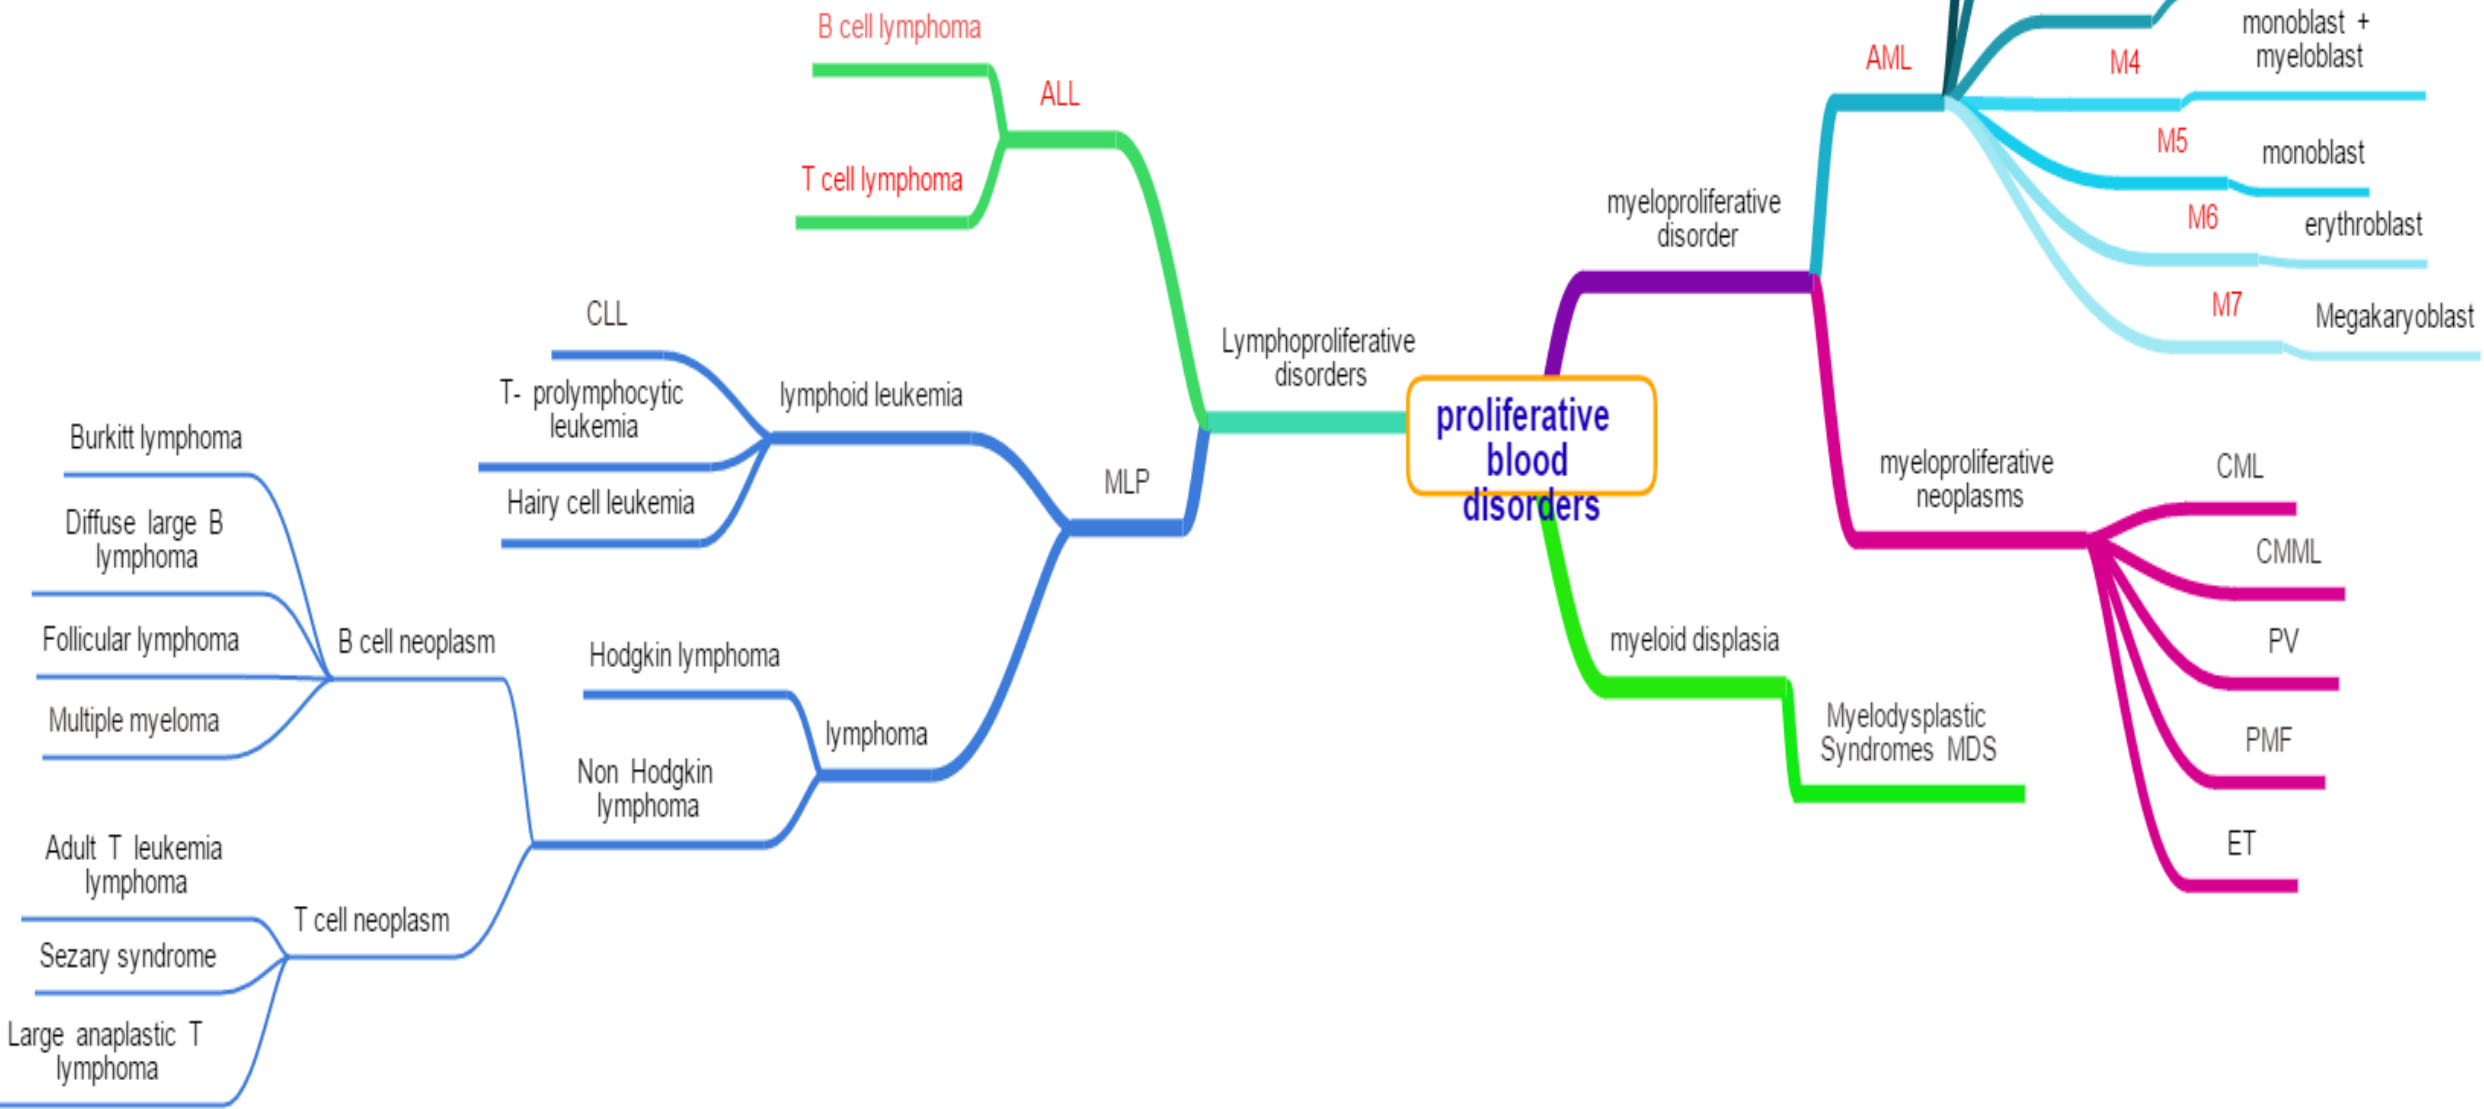 B cell lymphoma
ALL
T cell lymphoma
CLL
T- prolymphocytic
leukemia
Hairy cell leukemia
lymphoid leukemia
MLP
Lymphoproliferative
disorders
Burkitt lymphoma
Diffuse large B
lymphoma
Follicular lymphoma
Multiple myeloma
B cell neoplasm
Hodgkin lymphoma
lymphoma
Non Hodgkin
lymphoma
Adult T leukemia
lymphoma
Sezary syndrome
Large anaplastic T
lymphoma
T cell neoplasm
proliferative
blood
disorders
myeloproliferative
disorder
AML
M4
monoblast +
myeloblast
M5
monoblast
M6
erythroblast
M7
Megakaryoblast
myeloproliferative
neoplasms
CML
CMML
PV
PMF
ET
myeloid displasia
Myelodysplastic
Syndromes MDS